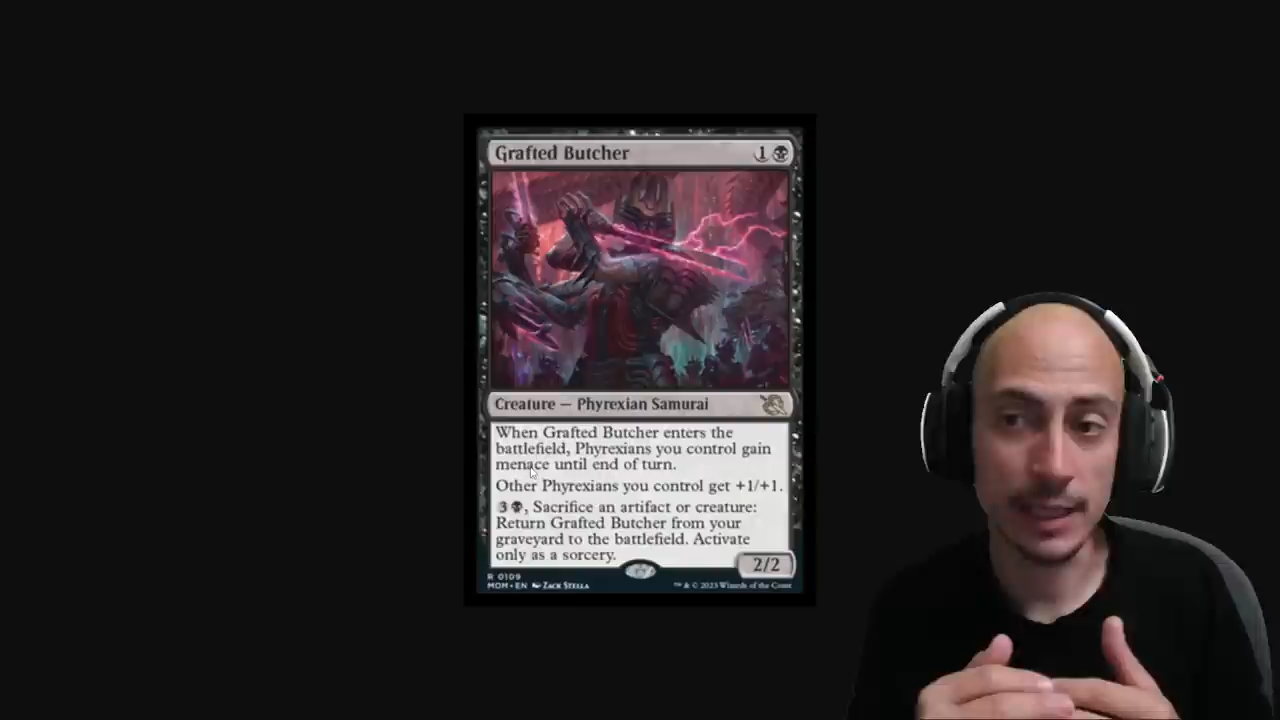 Grafted Butcher 1
Creature — Phyrexian Samurai
When Grafted Butcher enters the
battlefield, Phyrexians you control gain
menace until end of turn.
Other Phyrexians you control get +1/+1.
3, Sacrifice an artifact or creature:
Return Grafted Butcher from your
graveyard to the battlefield. Activate
only as a sorcery.
2/2
R 0109
MOM • EN Zack Stella
™ & © 2023 Wizards of the Coast